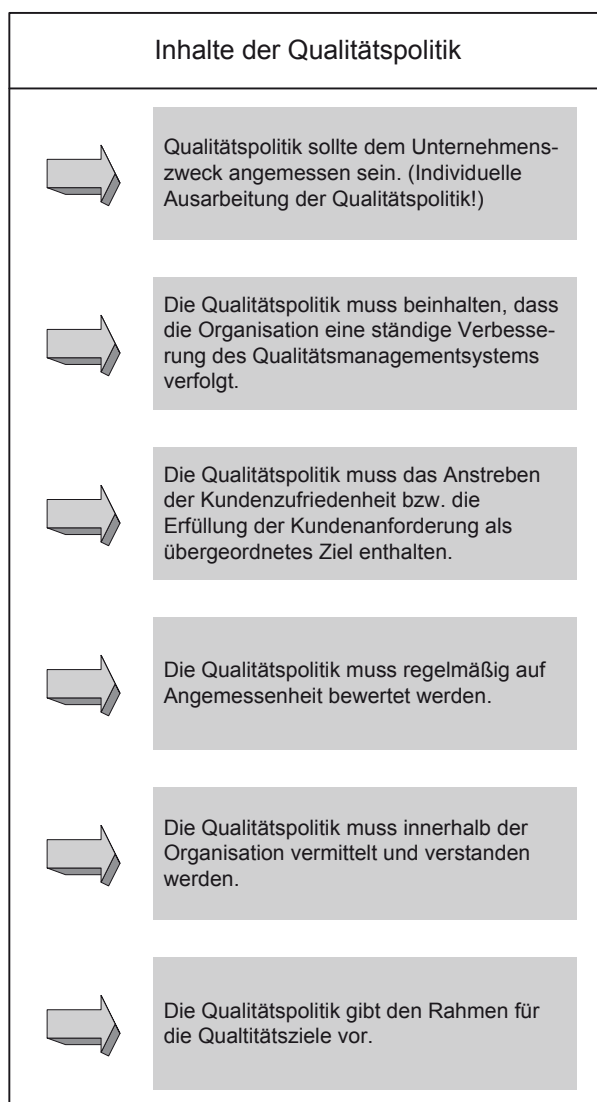 Inhalte der Qualitätspolitik
Qualitätspolitik sollte dem Unternehmens-
zweck angemessen sein. (Individuelle
Ausarbeitung der Qualitätspolitik!)
Die Qualitätspolitik muss beinhalten, dass
die Organisation eine ständige Verbesse-
rung des Qualitätsmanagementsystems
verfolgt.
Die Qualitätspolitik muss das Anstreben
der Kundenzufriedenheit bzw. die
Erfüllung der Kundenanforderung als
übergeordnetes Ziel enthalten.
Die Qualitätspolitik muss regelmäßig auf
Angemessenheit bewertet werden.
Die Qualitätspolitik muss innerhalb der
Organisation vermittelt und verstanden
werden.
Die Qualitätspolitik gibt den Rahmen für
die Qualtitätsziele vor.